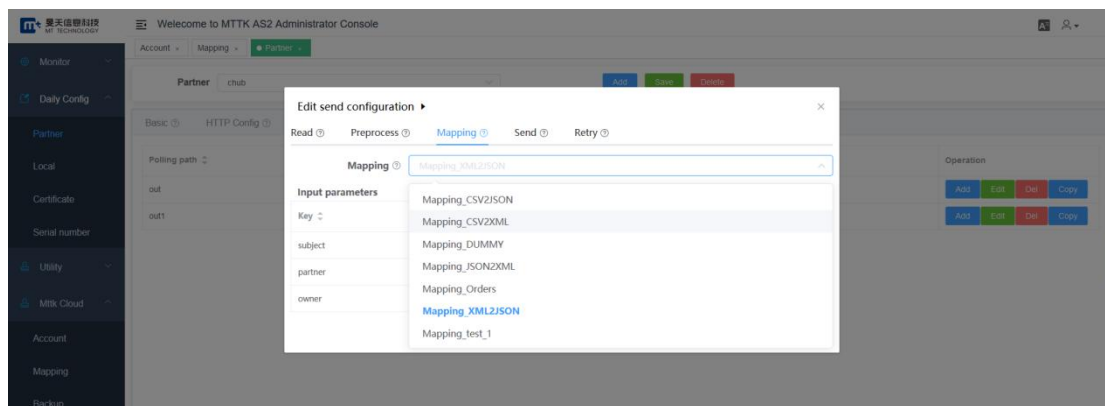 曼天信息科技
MT TECHNOLOGY
Welecome to MTTK AS2 Administrator Console
Account
Mapping
Partner
Monitor
Daily Config
Partner
Local
Certificate
Serial number
Utility
Mttk Cloud
Account
Mapping
Backup
Partner chub Add Save Delete
Basic HTTP Config
Polling path Operation
out Add Edit Del Copy
out1 Add Edit Del Copy
Edit send configuration
Read Preprocess Mapping Send Retry
Mapping Mapping_XML2JSON
Input parameters
Key
subject
partner
owner
Mapping_CSV2JSON
Mapping_CSV2XML
Mapping_DUMMY
Mapping_JSON2XML
Mapping_Orders
Mapping_XML2JSON
Mapping_test_1